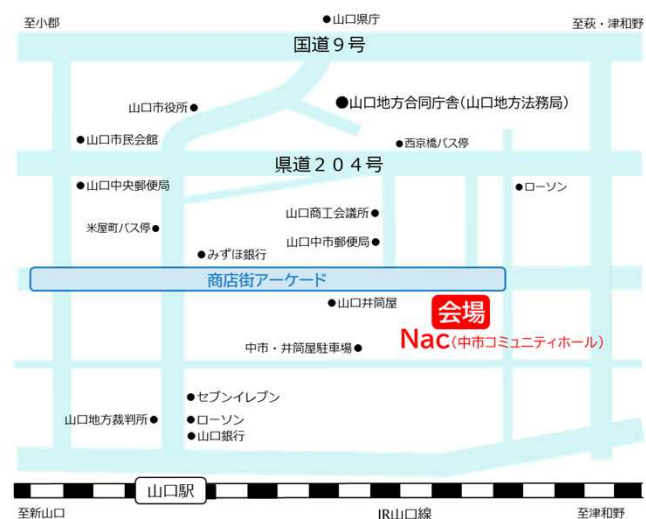 至小郡
●山口県庁
至萩・津和野
国道９号
●山口地方合同庁舎(山口地方法務局)
山口市役所●
●山口市民会館
●西京橋バス停
県道２０４号
●山口中央郵便局
●ローソン
山口商工会議所●
米屋町バス停●
山口中市郵便局●
●みずほ銀行
商店街アーケード
●山口井筒屋
会場
Nac(中市コミュニティホール)
中市・井筒屋駐車場●
●セブンイレブン
山口地方裁判所●
●ローソン
●山口銀行
山口駅
至新山口
JR山口線
至津和野